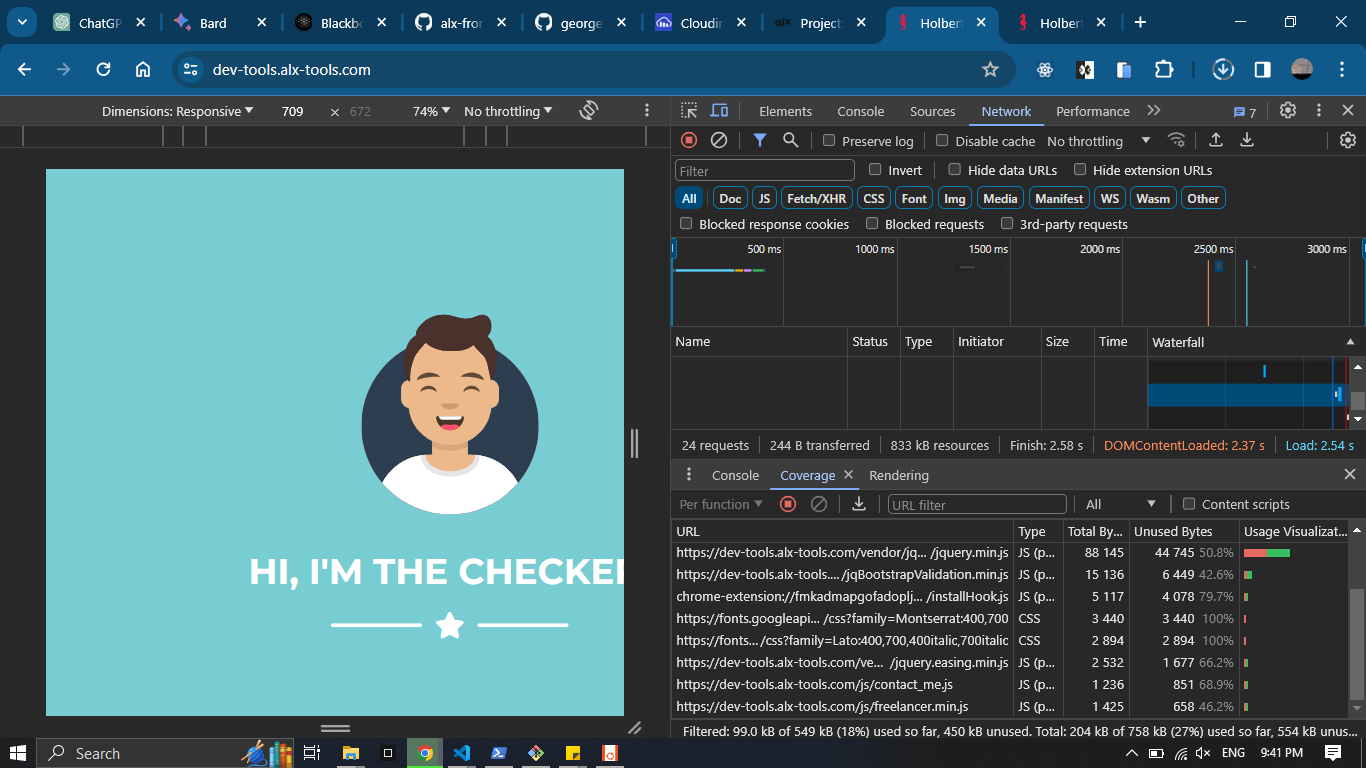 ChatGP
Bard
Blackbo
alx-fron
george
Cloudin
alx
Projects
Holbert
Holbert
dev-tools.alx-tools.com
Dimensions: Responsive
709
×
672
74%
No throttling
Elements
Console
Sources
Network
Performance
7
Preserve log
Disable cache
No throttling
Filter
Invert
Hide data URLs
Hide extension URLs
All
Doc
JS
Fetch/XHR
CSS
Font
Img
Media
Manifest
WS
Wasm
Other
Blocked response cookies
Blocked requests
3rd-party requests
500 ms
1000 ms
1500 ms
2000 ms
2500 ms
3000 ms
Name
Status
Type
Initiator
Size
Time
Waterfall
24 requests
244 B transferred
833 kB resources
Finish: 2.58 s
DOMContentLoaded: 2.37 s
Load: 2.54 s
Console
Coverage
Rendering
Per function
URL filter
All
Content scripts
URL Type Total By... Unused Bytes Usage Visualizat...
https://dev-tools.alx-tools.com/vendor/jq... /jquery.min.js JS (p... 88 145 44 745 50.8%
https://dev-tools.alx-tools.... /jqBootstrapValidation.min.js JS (p... 15 136 6 449 42.6%
chrome-extension://fmkadmapgofadoplj... /installHook.js JS (p... 5 117 4 078 79.7%
https://fonts.googleapi... /css?family=Montserrat:400,700 CSS 3 440 3 440 100%
https://fonts... /css?family=Lato:400,700,400italic,700italic CSS 2 894 2 894 100%
https://dev-tools.alx-tools.com/ve... /jquery.easing.min.js JS (p... 2 532 1 677 66.2%
https://dev-tools.alx-tools.com/js/contact_me.js JS (p... 1 236 851 68.9%
https://dev-tools.alx-tools.com/js/freelancer.min.js JS (p... 1 425 658 46.2%
Filtered: 99.0 kB of 549 kB (18%) used so far, 450 kB unused. Total: 204 kB of 758 kB (27%) used so far, 554 kB unus...
HI, I'M THE CHECKER
Search
ENG
9:41 PM